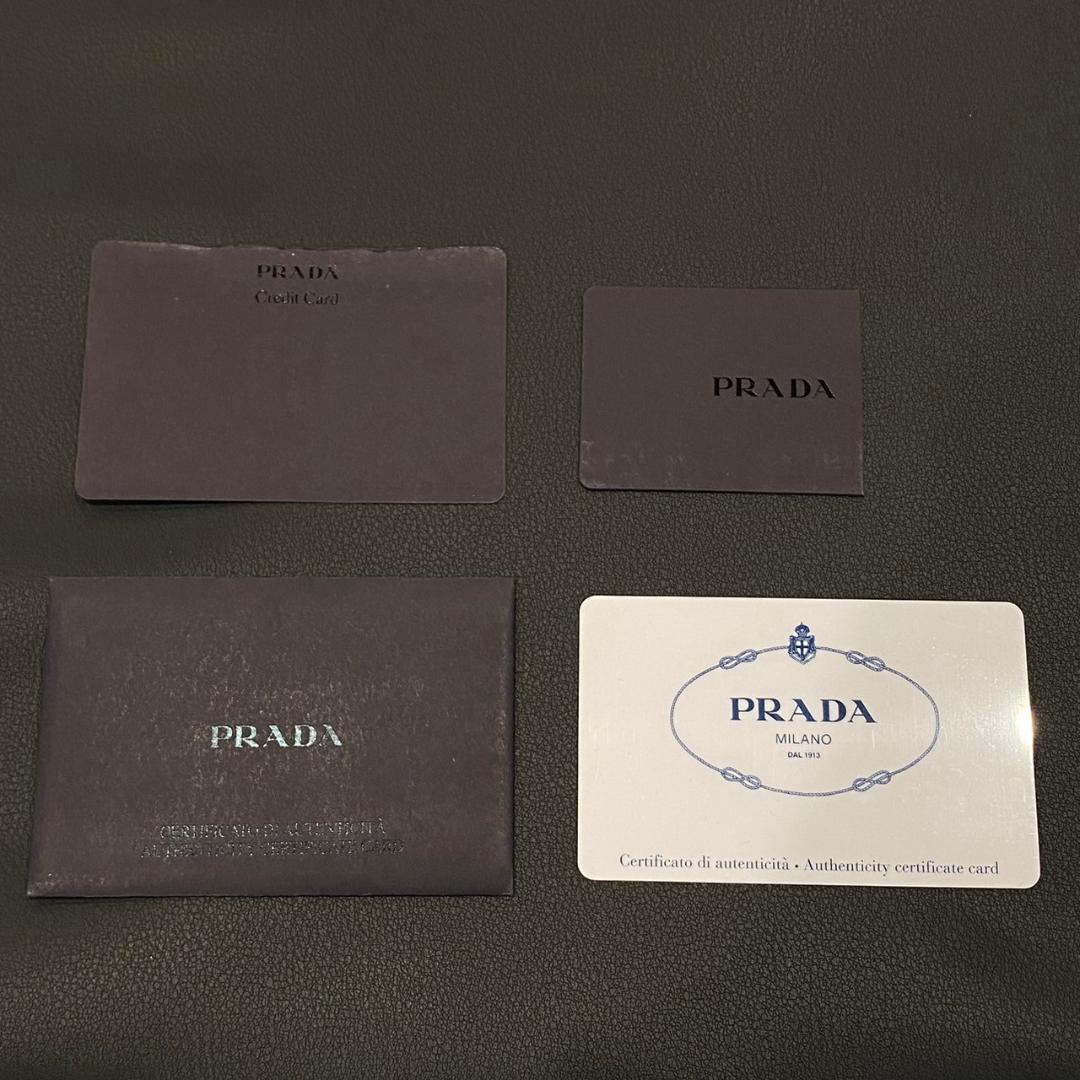 PRADA
Credit Card
PRADA
PRADA
CERTIFICATO DI AUTENTICITÀ
AUTHENTICITY CERTIFICATE CARD
PRADA
MILANO
DAL 1913
Certificato di autenticità • Authenticity certificate card